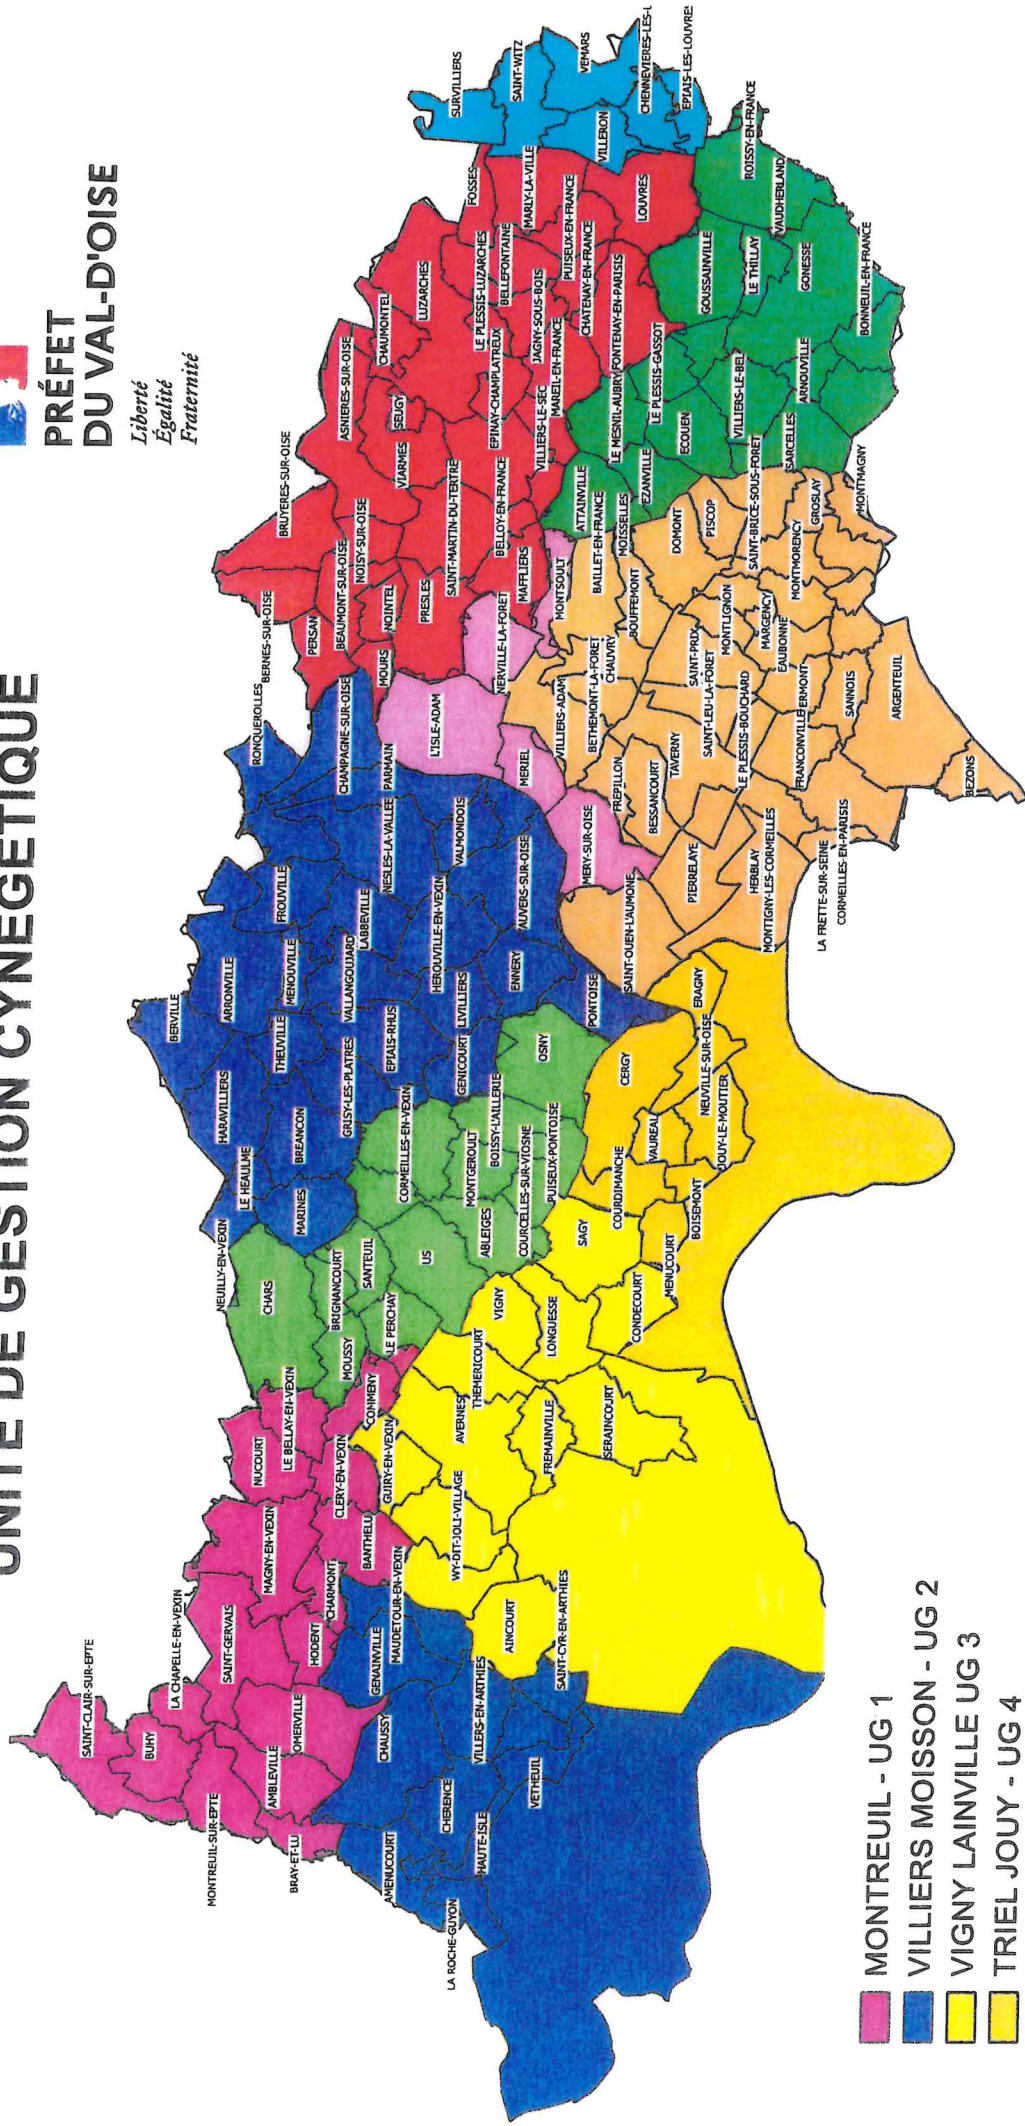 UNITE DE GESTION CYNEGETIQUE
PRÉFET
DU VAL-D'OISE
Liberté
Égalité
Fraternité
SAINT-CLAIR-SUR-EPTE
BUHY
LA CHAPELLE-EN-VEXIN
MONTREUIL-SUR-EPTE
SAINT-GERVAIS
AMBLEVILLE
OMERVILLE
BRAY-ET-LU
HODENT
MAGNY-EN-VEXIN
CHARMONT
NUCOURT
LE BELLAY-EN-VEXIN
CLERY-EN-VEXIN
BANTHELU
COMMENY
AMENUCOURT
CHAUSSY
GENAINVILLE
MAUDETOUR-EN-VEXIN
LA ROCHE-GUYON
CHERENCE
HAUTE-ISLE
VILLERS-EN-ARTHIES
VETHEUIL
SAINT-CYR-EN-ARTHIES
AINCOURT
WY-DIT-JOLI-VILLAGE
GUIRY-EN-VEXIN
AVERNES
THEMERICOURT
FREMAINVILLE
SERAINCOURT
VIGNY
LONGUESSE
CONDECOURT
SAGY
NEUILLY-EN-VEXIN
CHARS
BRIGNANCOURT
MOUSSY
SANTEUIL
LE PERCHAY
US
MARINES
LE HEAULME
HARAVILLIERS
BREANCON
BERVILLE
ARRONVILLE
THEUVILLE
MENOUVILLE
FROUVILLE
GRISY-LES-PLATRES
VALLANGOUJARD
LABBEVILLE
EPIAIS-RHUS
HEROUVILLE-EN-VEXIN
NESLES-LA-VALLEE
PARMAIN
VALMONDOIS
AUVERS-SUR-OISE
GENICOURT
LIVILLIERS
ENNERY
PONTOISE
RONQUEROLLES
CHAMPAGNE-SUR-OISE
CORMEILLES-EN-VEXIN
MONTGEROULT
BOISSY-L'AILLERIE
ABLEIGES
COURCELLES-SUR-VIOSNE
PUISEUX-PONTOISE
OSNY
CERGY
COURDIMANCHE
VAUREAL
MENUCOURT
BOISEMONT
JOUY-LE-MOUTIER
NEUVILLE-SUR-OISE
ERAGNY
BERNES-SUR-OISE
BRUYERES-SUR-OISE
PERSAN
BEAUMONT-SUR-OISE
NOISY-SUR-OISE
MOURS
NOINTEL
PRESLES
SAINT-MARTIN-DU-TERTRE
ASNIERES-SUR-OISE
VIARMES
SEUGY
CHAUMONTEL
LUZARCHES
BELLOY-EN-FRANCE
MAFFLIERS
VILLIERS-LE-SEC
EPINAY-CHAMPLATREUX
LE PLESSIS-LUZARCHES
BELLEFONTAINE
JAGNY-SOUS-BOIS
MAREIL-EN-FRANCE
FOSSES
MARLY-LA-VILLE
PUISEUX-EN-FRANCE
CHATENAY-EN-FRANCE
FONTENAY-EN-PARISIS
LOUVRES
SURVILLIERS
SAINT-WITZ
VEMARS
VILLERON
CHENNEVIERES-LES-L
EPIAIS-LES-LOUVRES
L'ISLE-ADAM
NERVILLE-LA-FORET
MONTSOULT
MERIEL
MERY-SUR-OISE
VILLIERS-ADAM
BETHEMONT-LA-FORET
CHAUVRY
BAILLET-EN-FRANCE
BOUFFEMONT
MOISSELLES
DOMONT
PISCOP
FREPILLON
BESSANCOURT
TAVERNY
SAINT-LEU-LA-FORET
SAINT-PRIX
MONTLIGNON
MARGENCY
EAUBONNE
SAINT-BRICE-SOUS-FORET
MONTMORENCY
GROSLAY
MONTMAGNY
LE PLESSIS-BOUCHARD
FRANCONVILLE
ERMONT
SANNOIS
ARGENTEUIL
BEZONS
SAINT-OUEN-L'AUMONE
PIERRELAYE
HERBLAY
MONTIGNY-LES-CORMEILLES
LA FRETTE-SUR-SEINE
CORMEILLES-EN-PARISIS
ATTAINVILLE
LE MESNIL-AUBRY
EZANVILLE
ECOUEN
LE PLESSIS-GASSOT
VILLIERS-LE-BEL
SARCELLES
ARNOUVILLE
GOUSSAINVILLE
LE THILLAY
GONESSE
ROISSY-EN-FRANCE
VAUDHERLAND
BONNEUIL-EN-FRANCE
MONTREUIL - UG 1
VILLIERS MOISSON - UG 2
VIGNY LAINVILLE UG 3
TRIEL JOUY - UG 4